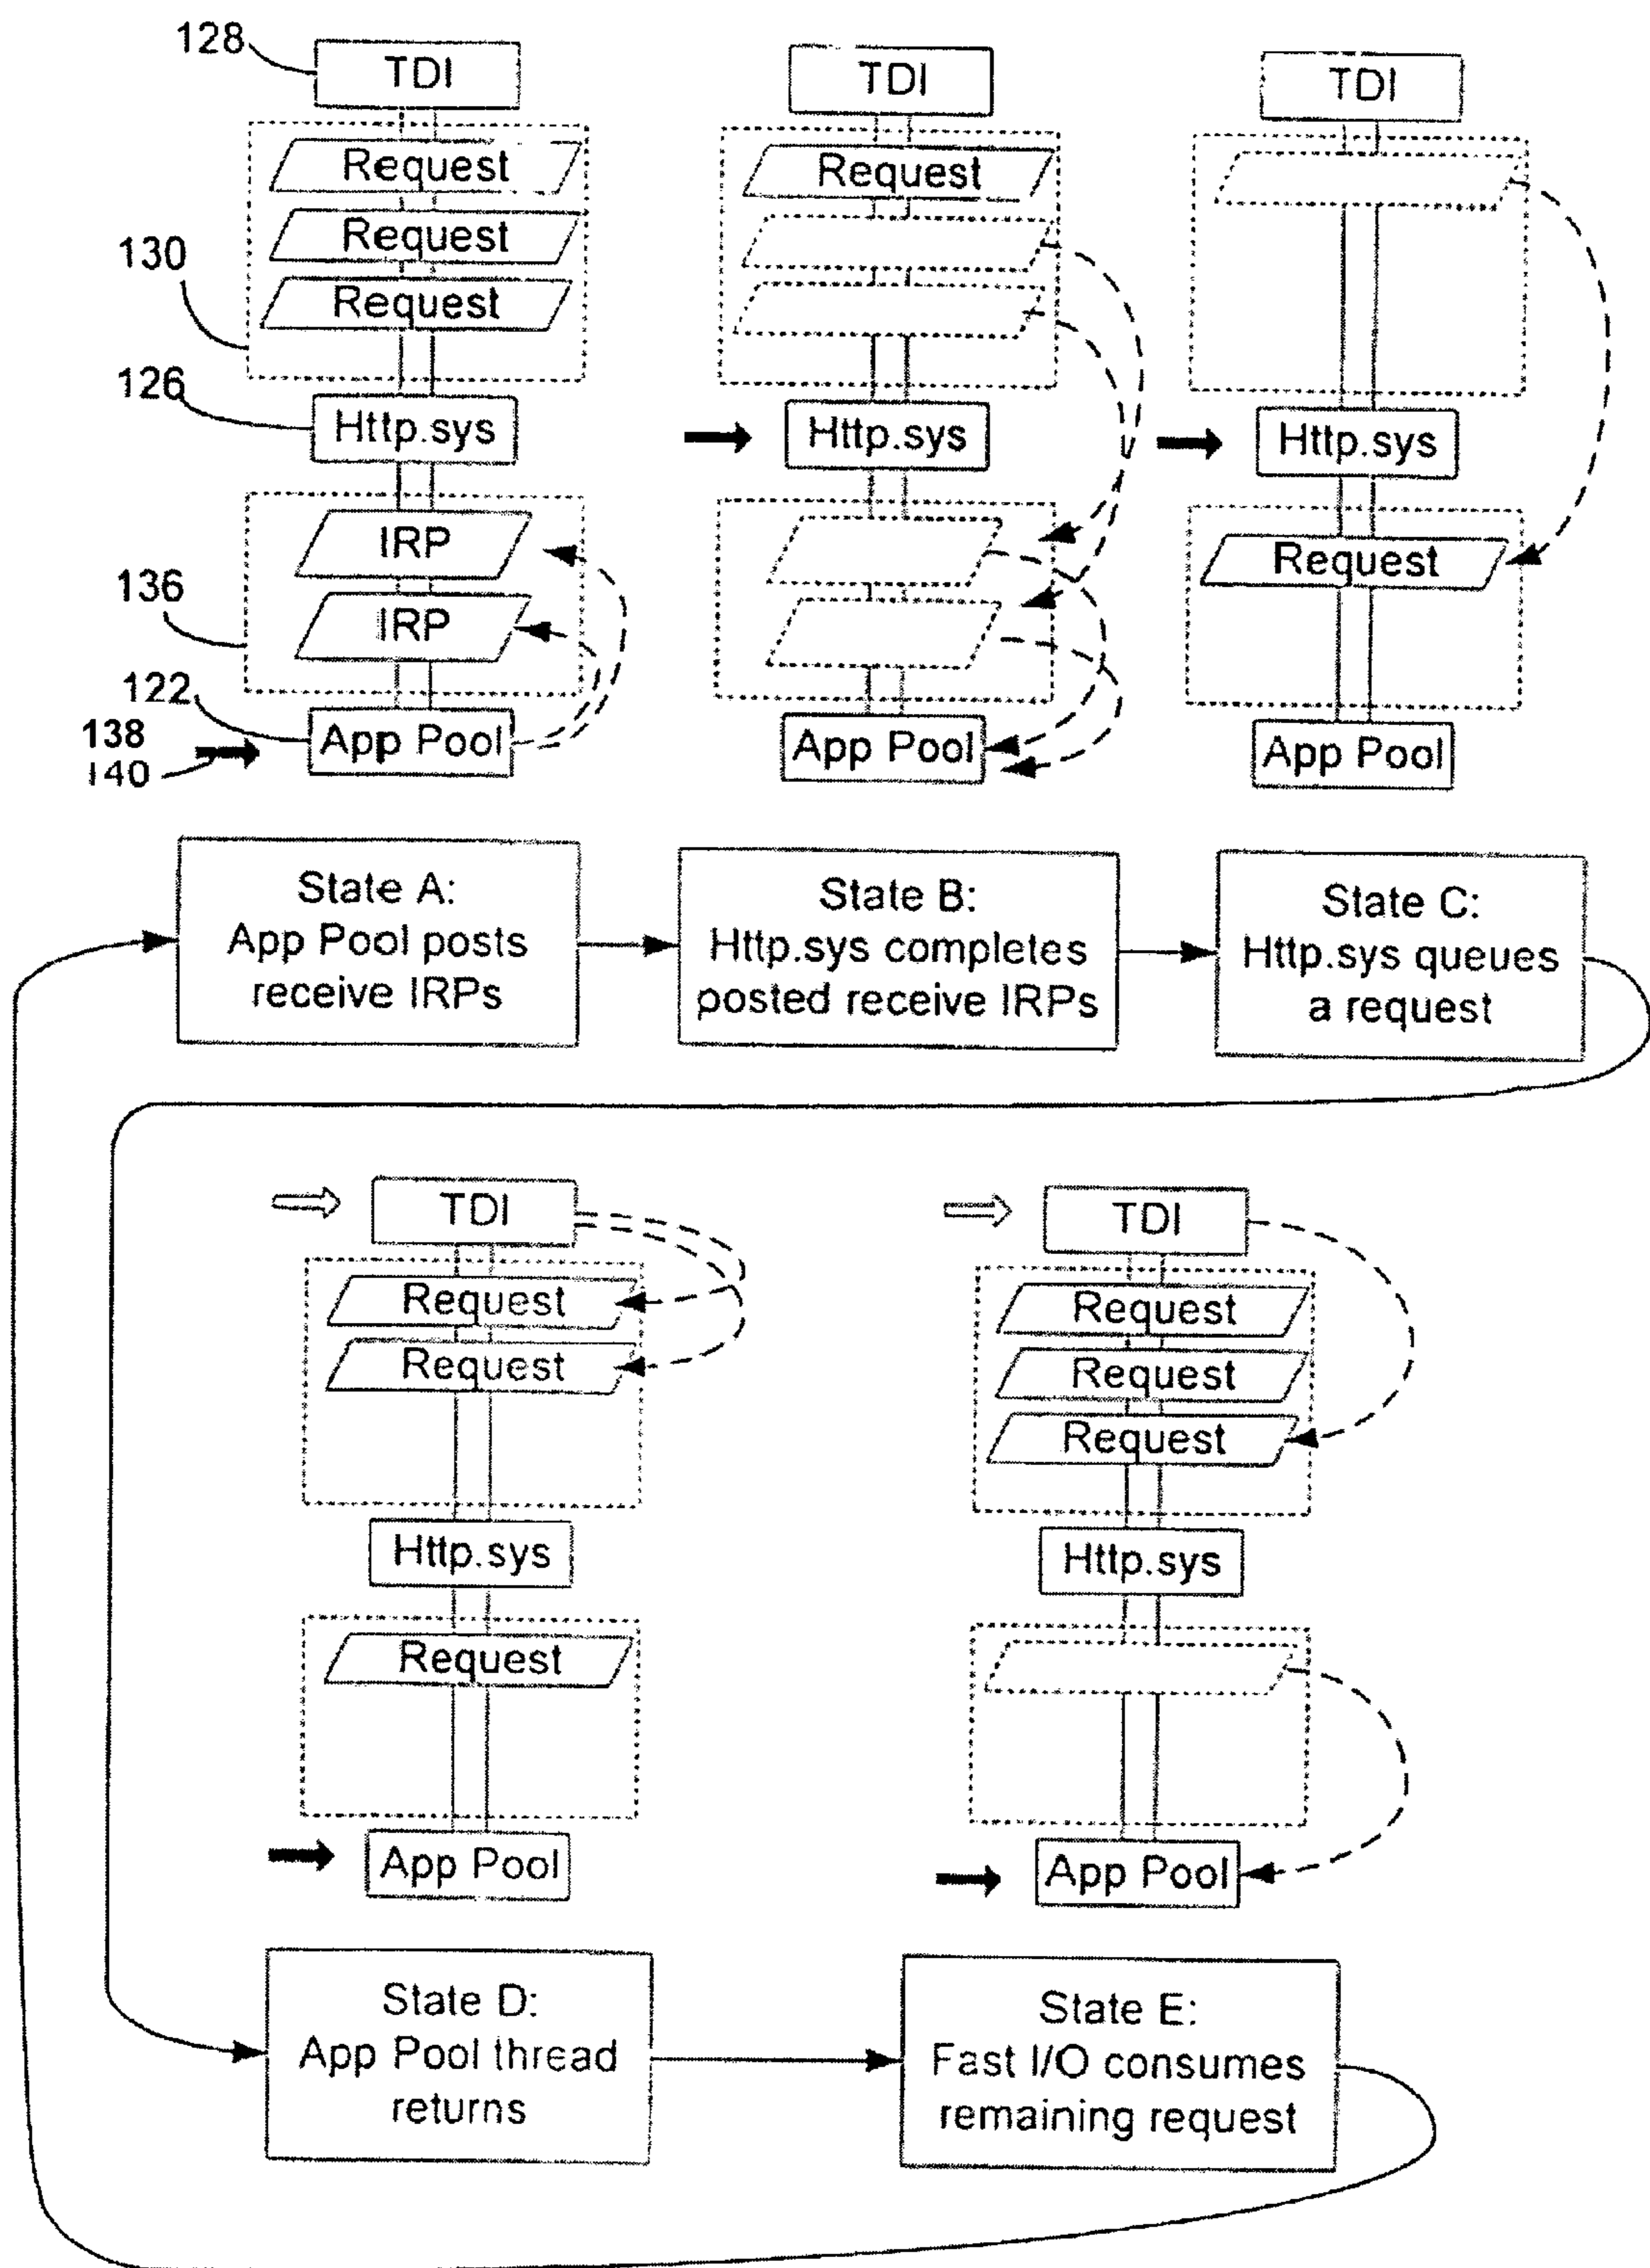 128
TDI
TDI
TDI
Request
Request
Request
130
Request
126
Http.sys
Http.sys
Http.sys
IRP
Request
136
IRP
122
App Pool
App Pool
App Pool
138
140
State A:
App Pool posts
receive IRPs
State B:
Http.sys completes
posted receive IRPs
State C:
Http.sys queues
a request
TDI
TDI
Request
Request
Request
Request
Request
Http.sys
Http.sys
Request
App Pool
App Pool
State D:
App Pool thread
returns
State E:
Fast I/O consumes
remaining request